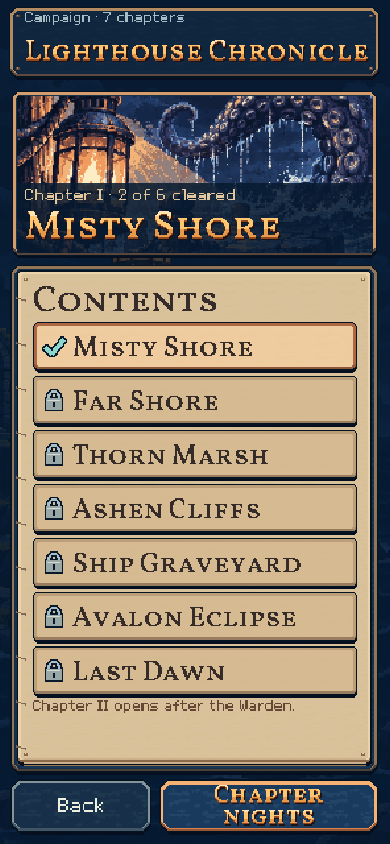 Campaign · 7 chapters
Lighthouse Chronicle
Chapter I · 2 of 6 cleared
Misty Shore
Contents
Misty Shore
Far Shore
Thorn Marsh
Ashen Cliffs
Ship Graveyard
Avalon Eclipse
Last Dawn
Chapter II opens after the Warden.
Back
Chapter
Nights